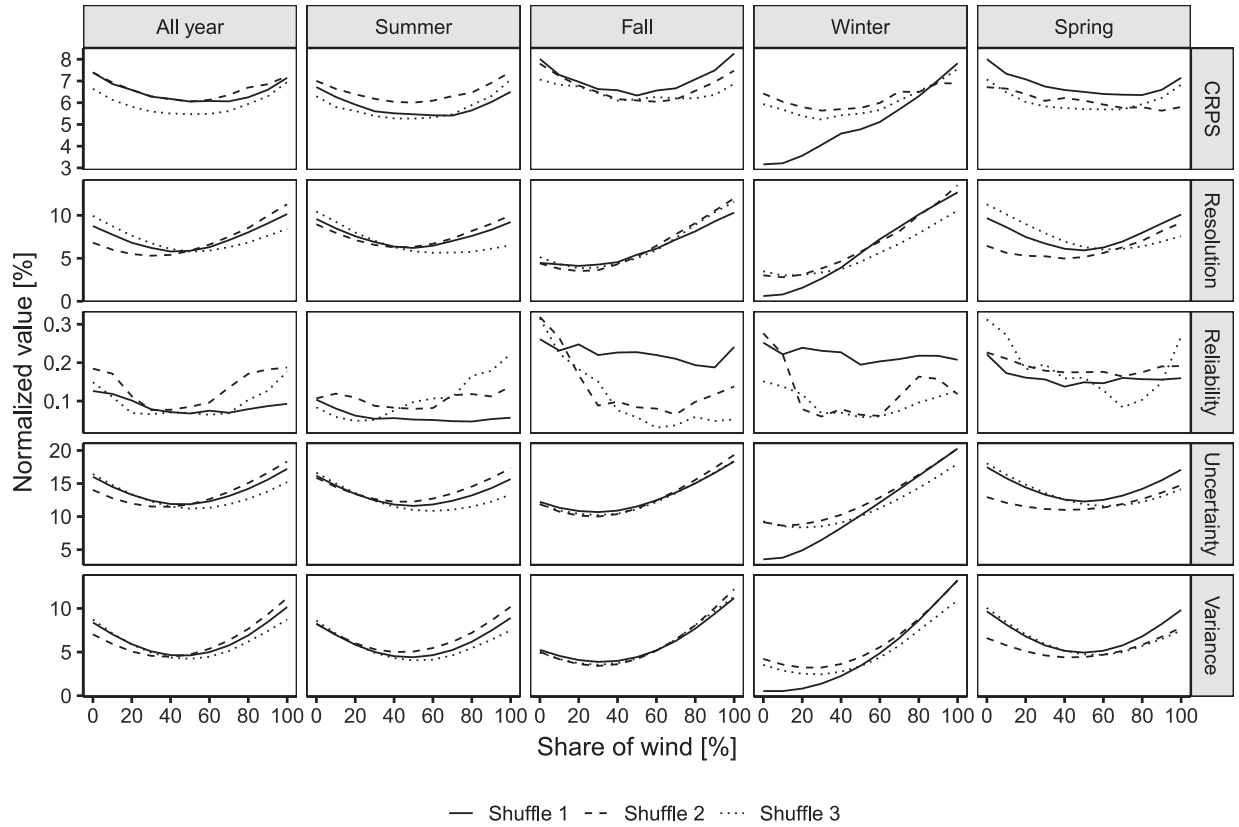 All year Summer Fall Winter Spring
8
7
6
5
4
3
CRPS
10
5
0
Resolution
Normalized value [%]
0.3
0.2
0.1
Reliability
20
15
10
5
Uncertainty
10
5
0
Variance
0 20 40 60 80 100 0 20 40 60 80 100 0 20 40 60 80 100 0 20 40 60 80 100 0 20 40 60 80 100
Share of wind [%]
Shuffle 1 Shuffle 2 Shuffle 3